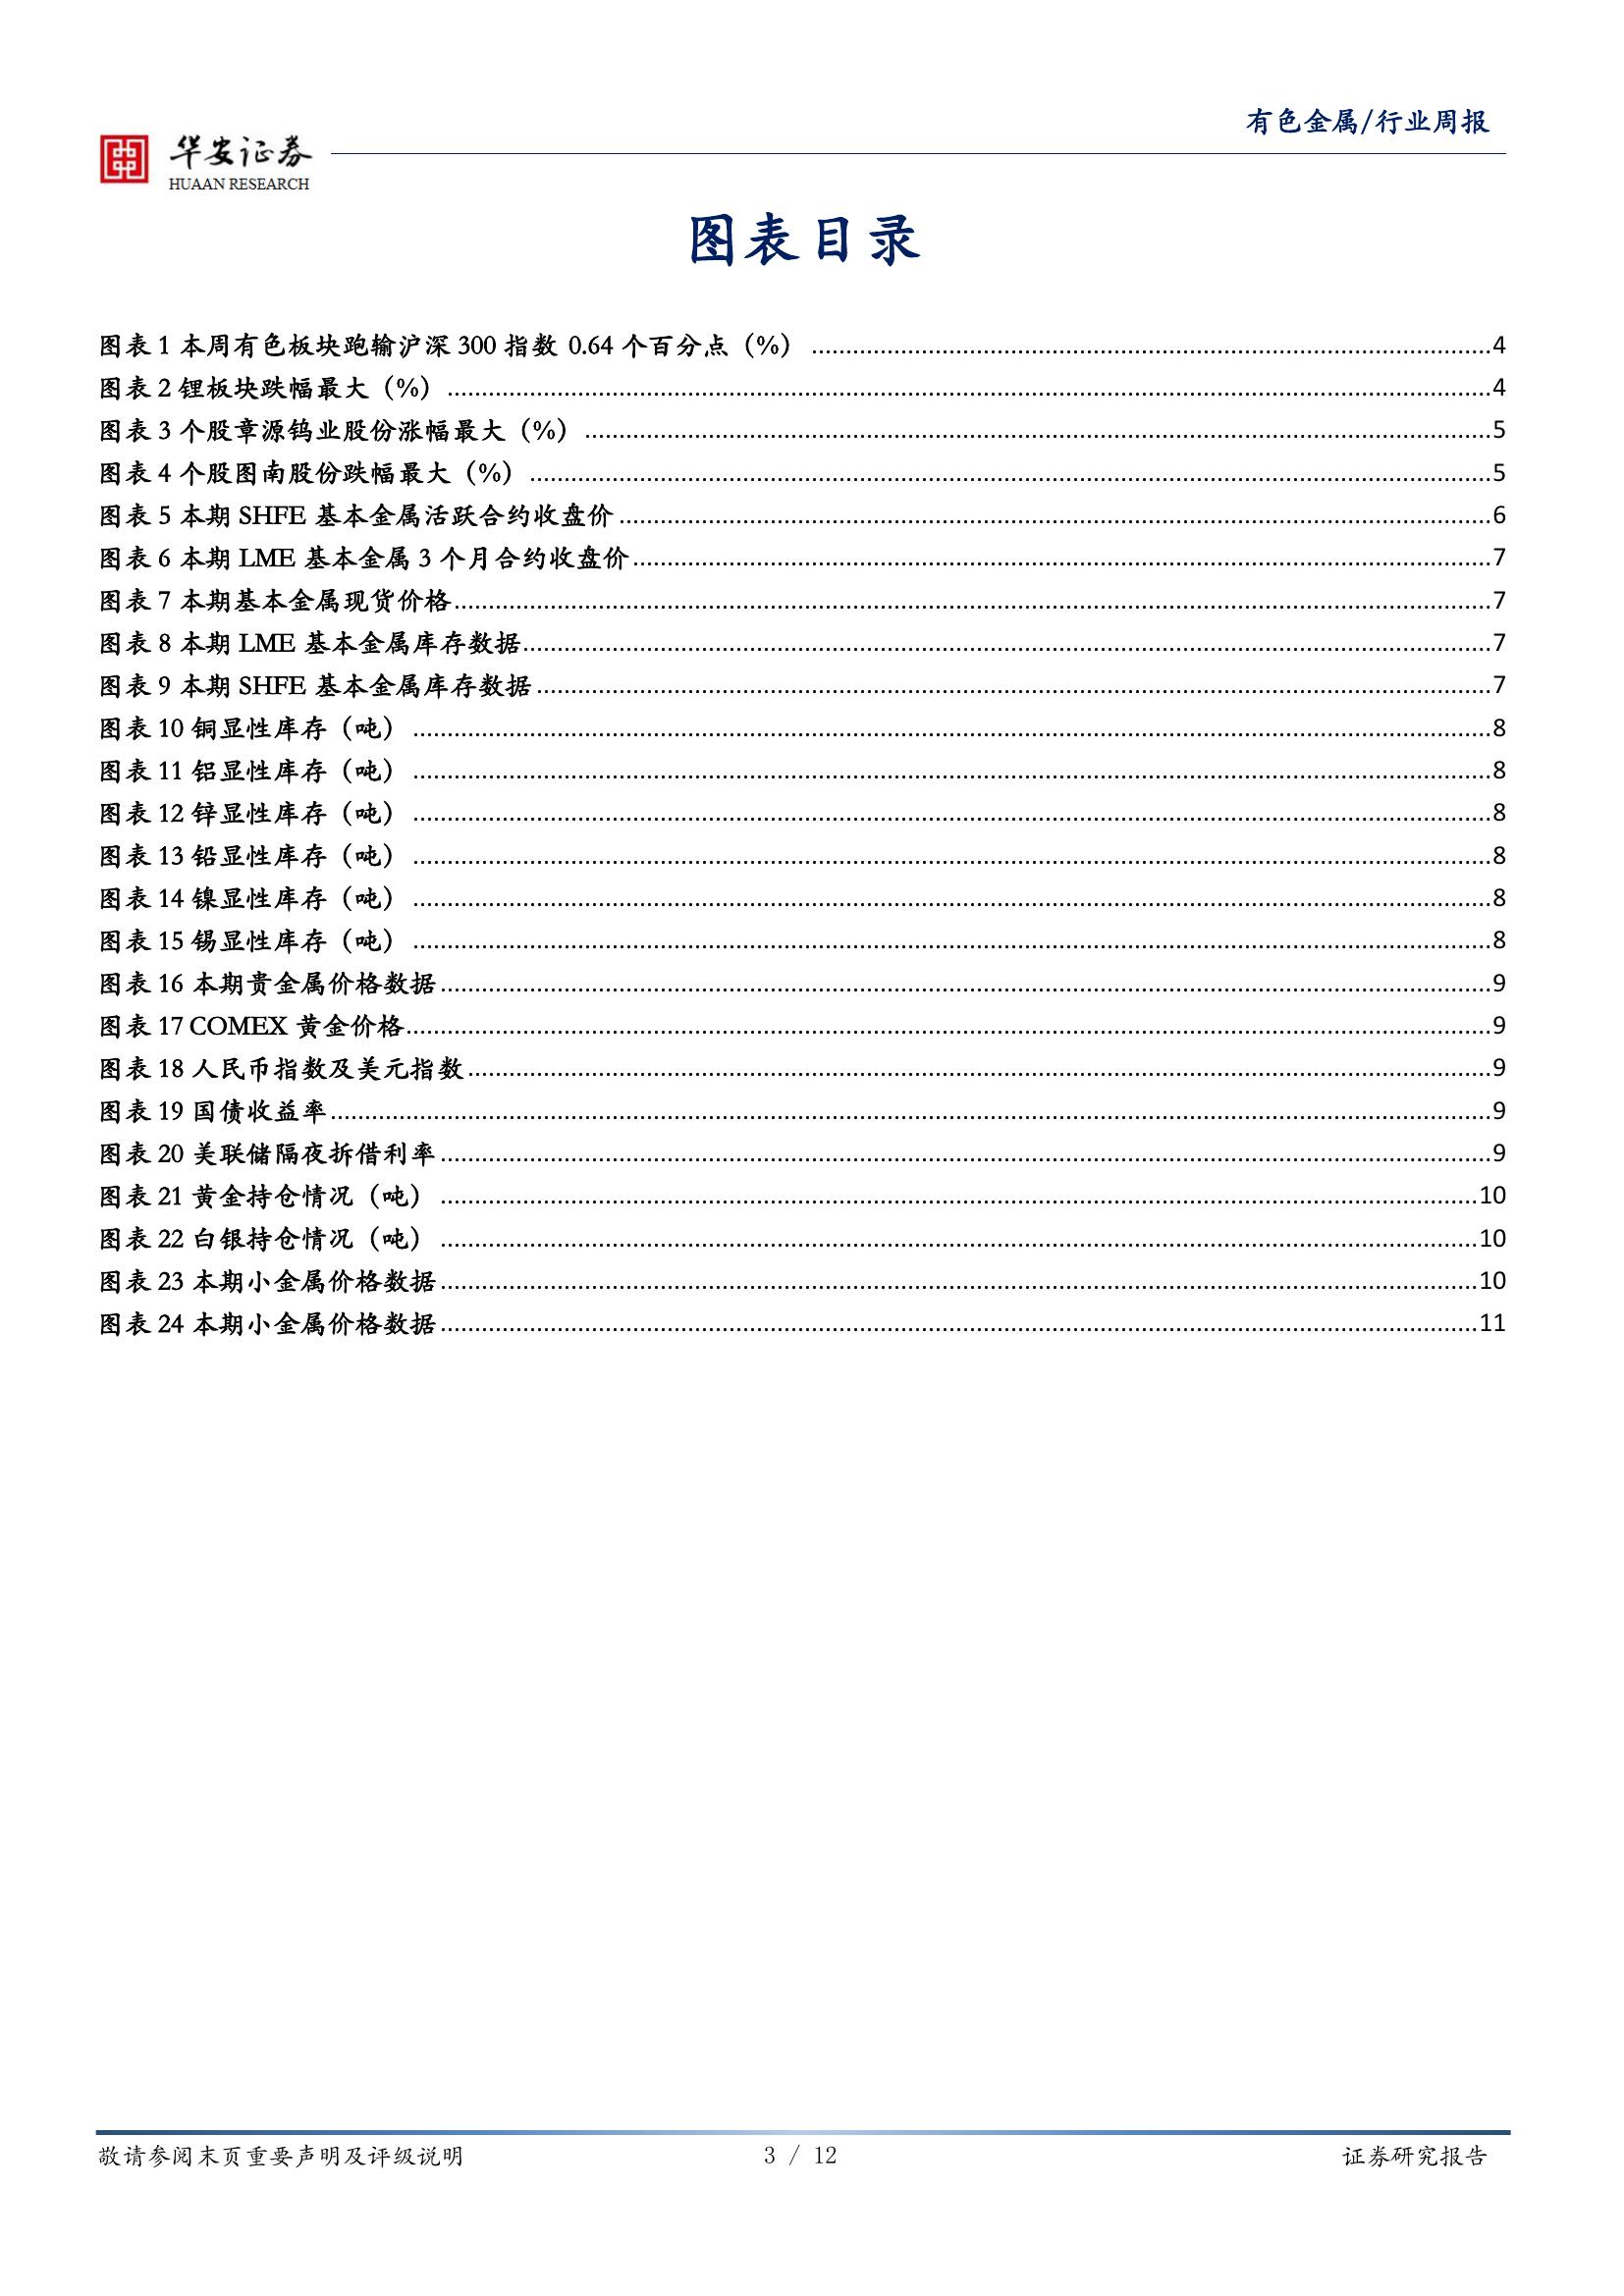 有色金属/行业周报
华安证券
HUAAN RESEARCH
图表目录
图表 1 本周有色板块跑输沪深 300 指数 0.64 个百分点（%） ........ 4
图表 2 锂板块跌幅最大（%） ........ 4
图表 3 个股章源钨业股份涨幅最大（%） ........ 5
图表 4 个股图南股份跌幅最大（%） ........ 5
图表 5 本期 SHFE 基本金属活跃合约收盘价 ........ 6
图表 6 本期 LME 基本金属 3 个月合约收盘价 ........ 7
图表 7 本期基本金属现货价格 ........ 7
图表 8 本期 LME 基本金属库存数据 ........ 7
图表 9 本期 SHFE 基本金属库存数据 ........ 7
图表 10 铜显性库存（吨） ........ 8
图表 11 铝显性库存（吨） ........ 8
图表 12 锌显性库存（吨） ........ 8
图表 13 铅显性库存（吨） ........ 8
图表 14 镍显性库存（吨） ........ 8
图表 15 锡显性库存（吨） ........ 8
图表 16 本期贵金属价格数据 ........ 9
图表 17 COMEX 黄金价格 ........ 9
图表 18 人民币指数及美元指数 ........ 9
图表 19 国债收益率 ........ 9
图表 20 美联储隔夜拆借利率 ........ 9
图表 21 黄金持仓情况（吨） ........ 10
图表 22 白银持仓情况（吨） ........ 10
图表 23 本期小金属价格数据 ........ 10
图表 24 本期小金属价格数据 ........ 11
敬请参阅末页重要声明及评级说明 3 / 12 证券研究报告